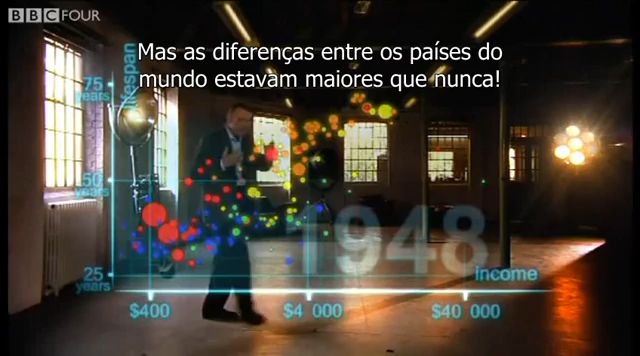 BBC FOUR
Mas as diferenças entre os países do
mundo estavam maiores que nunca!
lifespan
75
years
50
years
25
years
1948
Income
$400
$4 000
$40 000